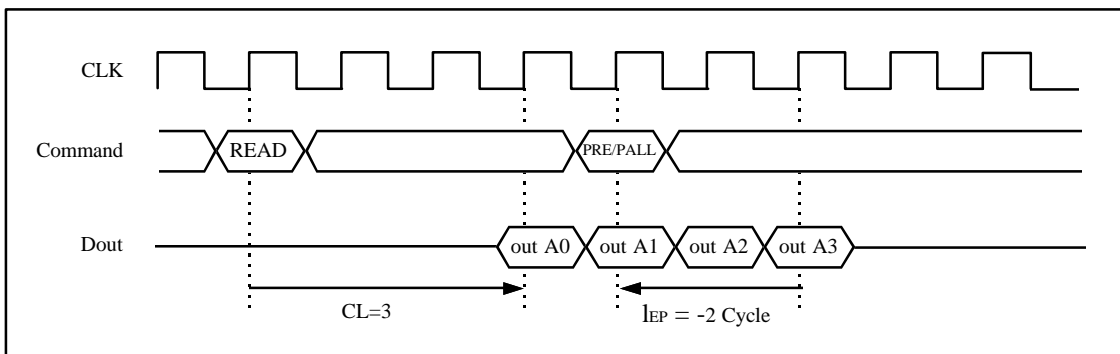 CLK
Command READ PRE/PALL
Dout out A0 out A1 out A2 out A3
CL=3 lEP = -2 Cycle